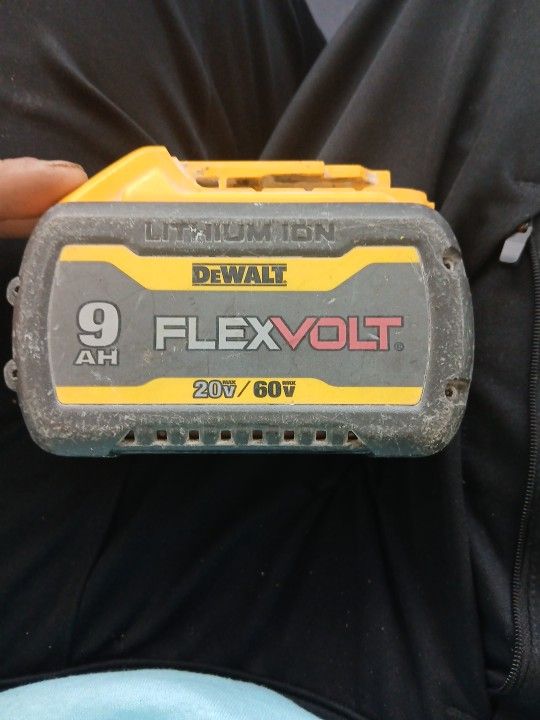 LITHIUM ION
DEWALT
9
AH
FLEXVOLT®
20V MAX / 60V MAX